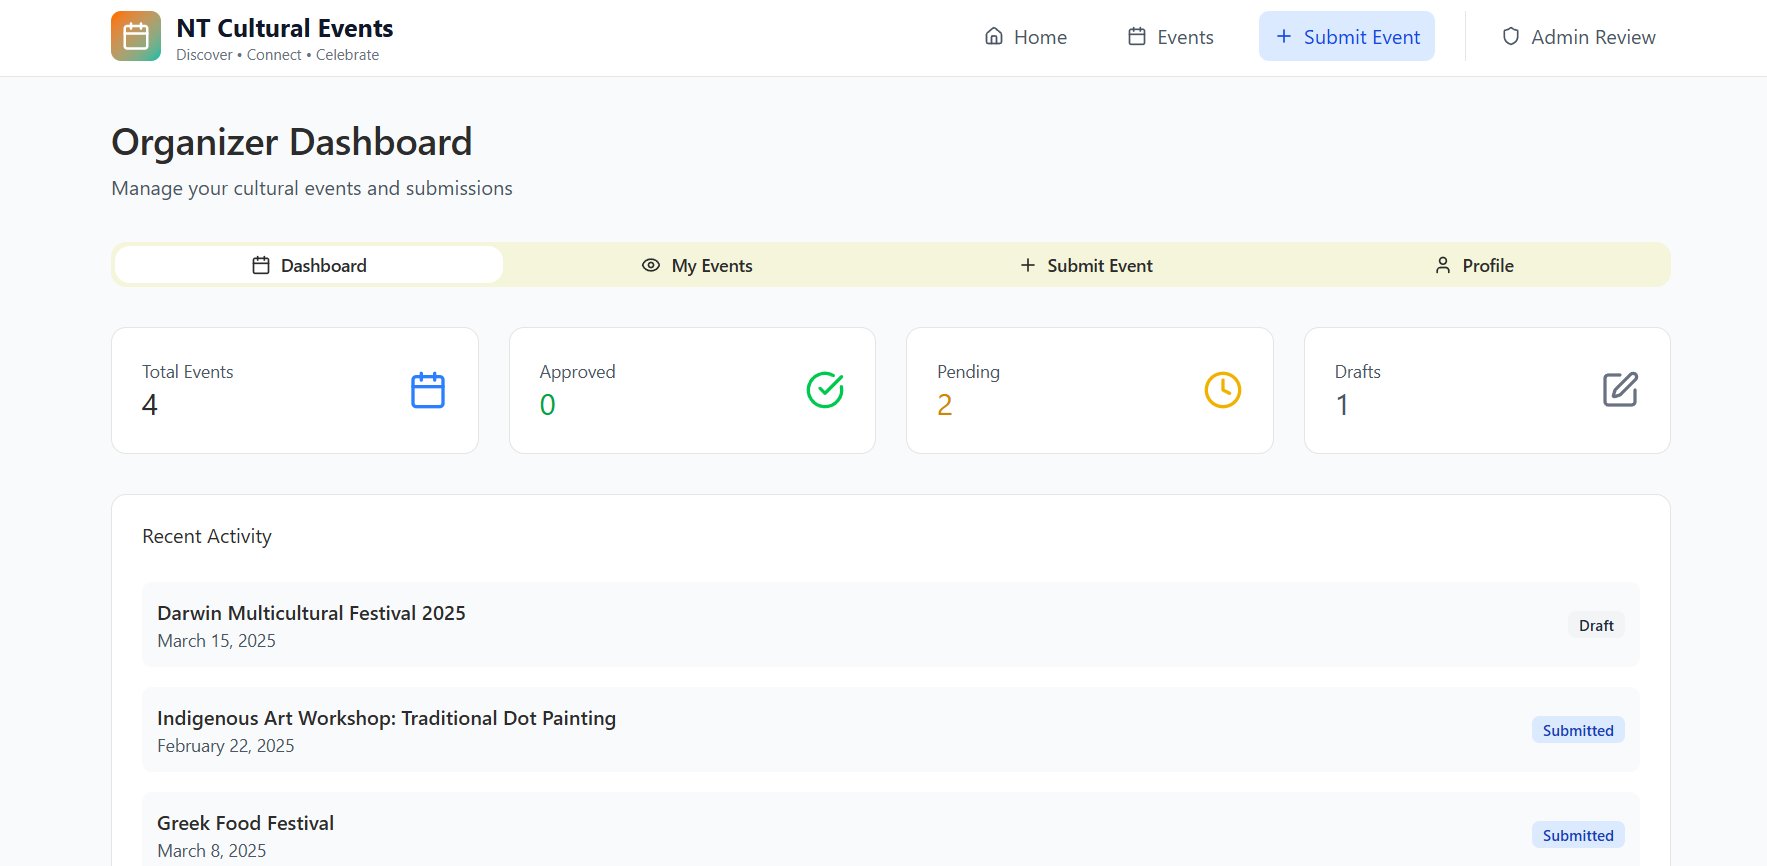 NT Cultural Events
Discover • Connect • Celebrate
Home
Events
Submit Event
Admin Review
Organizer Dashboard
Manage your cultural events and submissions
Dashboard
My Events
Submit Event
Profile
Total Events
4
Approved
0
Pending
2
Drafts
1
Recent Activity
Darwin Multicultural Festival 2025
March 15, 2025
Draft
Indigenous Art Workshop: Traditional Dot Painting
February 22, 2025
Submitted
Greek Food Festival
March 8, 2025
Submitted